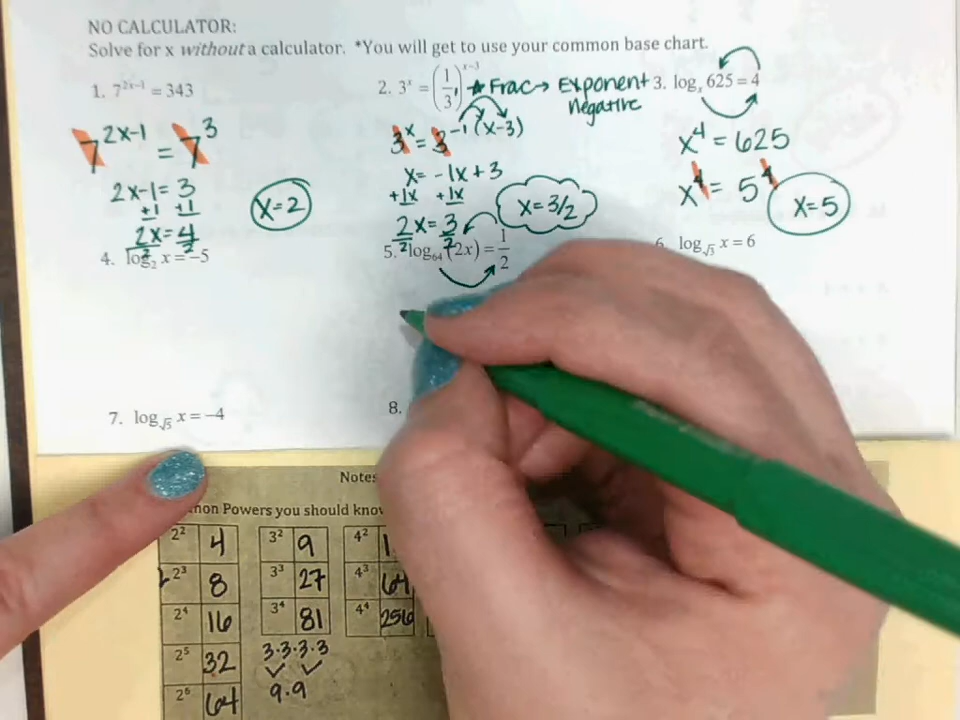 NO CALCULATOR:
Solve for x without a calculator. *You will get to use your common base chart.
1. 7^{2x-1} = 343
7^{2x-1} = 7^3
2x-1 = 3
+1 +1
2x = 4
2 2
x=2
2. 3^x = (1/3)^{x-3} ★Frac→ Exponent
negative
3^x = 3^{-1(x-3)}
x = -1x+3
+1x +1x
2x = 3
2 2
x=3/2
3. log_x 625 = 4
x^4 = 625
x^4 = 5^4
x=5
4. log_2 x = -5
5. log_{64} (2x) = 1/2
6. log_{√3} x = 6
7. log_{√5} x = -4
8.
Notes
Powers you should know
2^2 4
2^3 8
2^4 16
2^5 32
2^6 64
3^2 9
3^3 27
3^4 81
3·3·3·3
9·9
4^2
4^3 64
4^4 256